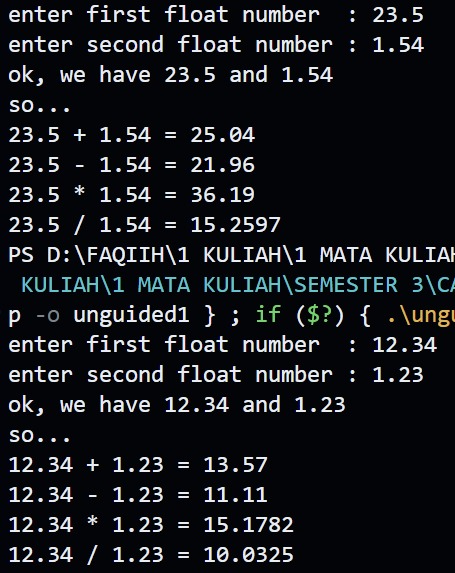 enter first float number  : 23.5
enter second float number : 1.54
ok, we have 23.5 and 1.54
so...
23.5 + 1.54 = 25.04
23.5 - 1.54 = 21.96
23.5 * 1.54 = 36.19
23.5 / 1.54 = 15.2597
PS D:\FAQIIH\1 KULIAH\1 MATA KULIAH
 KULIAH\1 MATA KULIAH\SEMESTER 3\CA
p -o unguided1 } ; if ($?) { .\ungu
enter first float number  : 12.34
enter second float number : 1.23
ok, we have 12.34 and 1.23
so...
12.34 + 1.23 = 13.57
12.34 - 1.23 = 11.11
12.34 * 1.23 = 15.1782
12.34 / 1.23 = 10.0325